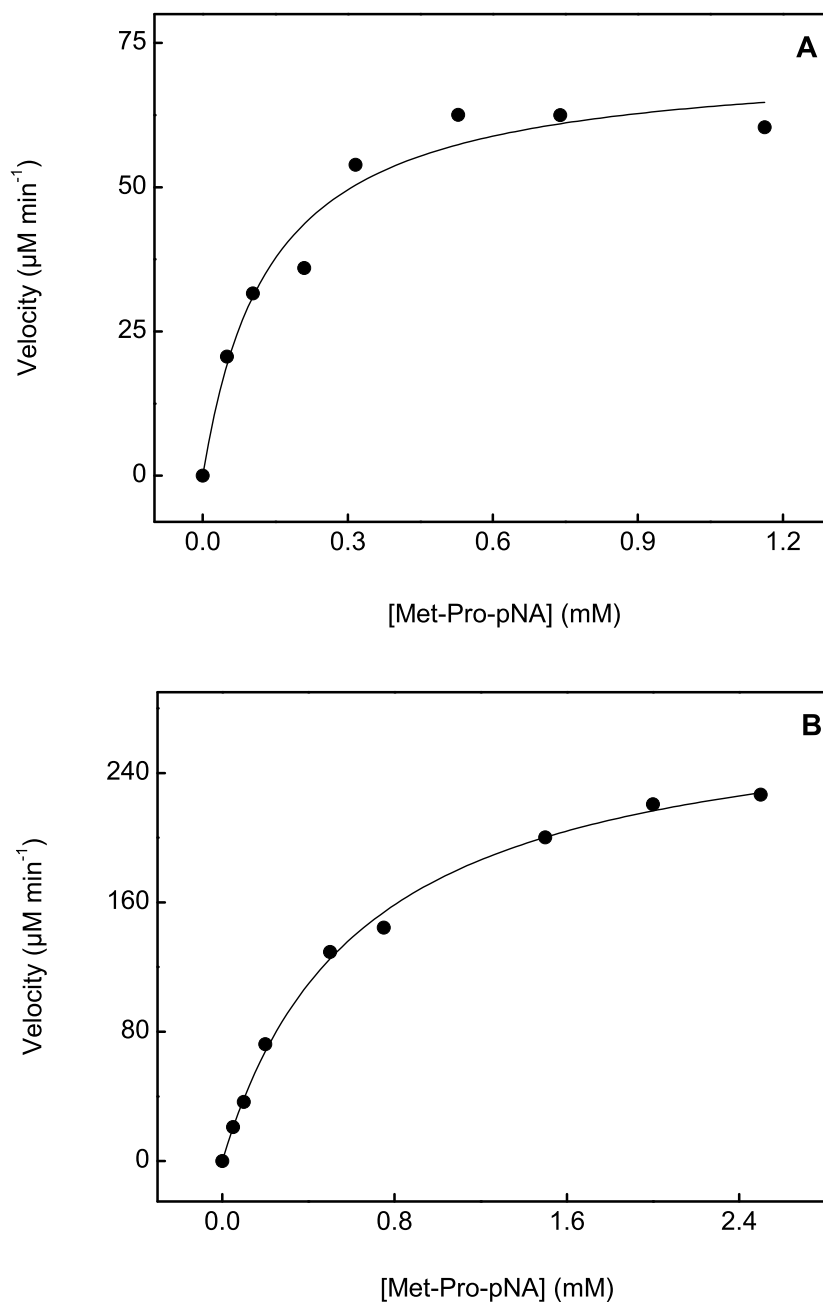 A
75
50
25
0
Velocity (µM min⁻¹)
0.0 0.3 0.6 0.9 1.2
[Met-Pro-pNA] (mM)
B
240
160
80
0
Velocity (µM min⁻¹)
0.0 0.8 1.6 2.4
[Met-Pro-pNA] (mM)